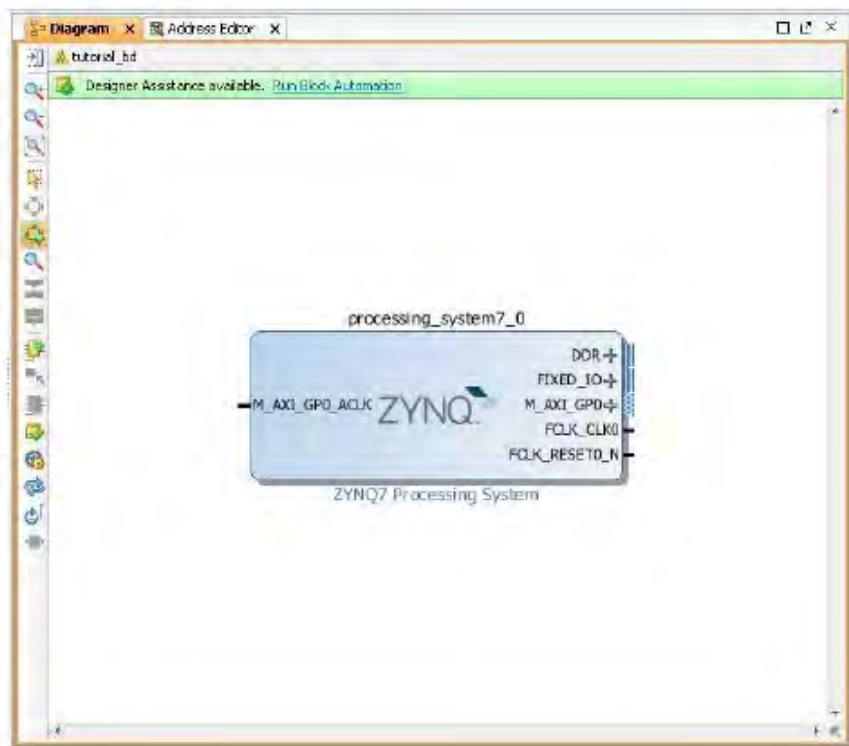 Diagram Address Editor
tutorial_bd
Designer Assistance available. Run Block Automation
processing_system7_0
DDR
FIXED_IO
M_AXI_GP0_ACLK ZYNQ M_AXI_GP0
FCLK_CLK0
FCLK_RESET0_N
ZYNQ7 Processing System